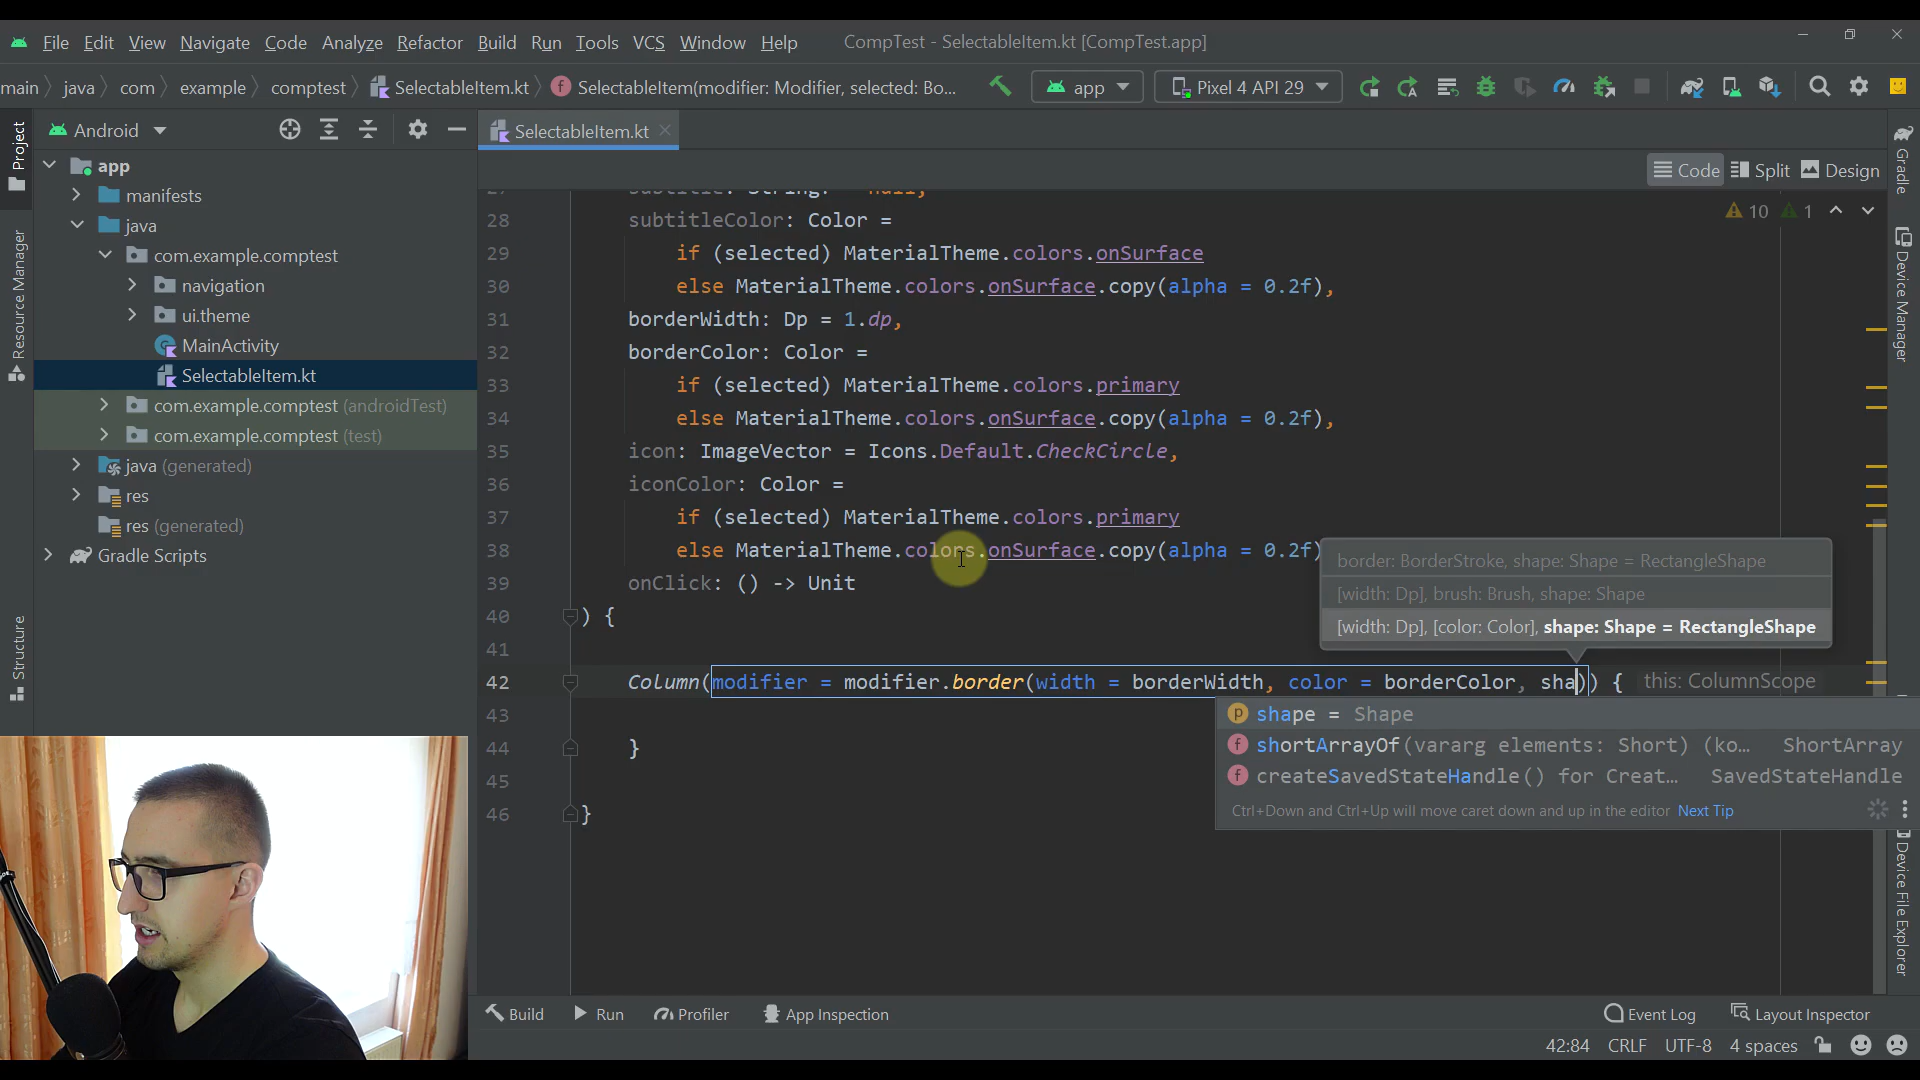 File Edit View Navigate Code Analyze Refactor Build Run Tools VCS Window Help CompTest - SelectableItem.kt [CompTest.app]
main java com example comptest SelectableItem.kt SelectableItem(modifier: Modifier, selected: Bo... app Pixel 4 API 29
Project
Resource Manager
Structure
Android
app
manifests
java
com.example.comptest
navigation
ui.theme
MainActivity
SelectableItem.kt
com.example.comptest (androidTest)
com.example.comptest (test)
java (generated)
res
res (generated)
Gradle Scripts
SelectableItem.kt
Code Split Design
10 1
28 subtitleColor: Color =
29 if (selected) MaterialTheme.colors.onSurface
30 else MaterialTheme.colors.onSurface.copy(alpha = 0.2f),
31 borderWidth: Dp = 1.dp,
32 borderColor: Color =
33 if (selected) MaterialTheme.colors.primary
34 else MaterialTheme.colors.onSurface.copy(alpha = 0.2f),
35 icon: ImageVector = Icons.Default.CheckCircle,
36 iconColor: Color =
37 if (selected) MaterialTheme.colors.primary
38 else MaterialTheme.colors.onSurface.copy(alpha = 0.2f)
39 onClick: () -> Unit
40 ) {
41
42 Column(modifier = modifier.border(width = borderWidth, color = borderColor, sha)) { this: ColumnScope
43
44 }
45
46 }
border: BorderStroke, shape: Shape = RectangleShape
[width: Dp], brush: Brush, shape: Shape
[width: Dp], [color: Color], shape: Shape = RectangleShape
shape = Shape
shortArrayOf(vararg elements: Short) (ko... ShortArray
createSavedStateHandle() for Creat... SavedStateHandle
Ctrl+Down and Ctrl+Up will move caret down and up in the editor Next Tip
Gradle
Device Manager
Device File Explorer
Build Run Profiler App Inspection Event Log Layout Inspector
42:84 CRLF UTF-8 4 spaces